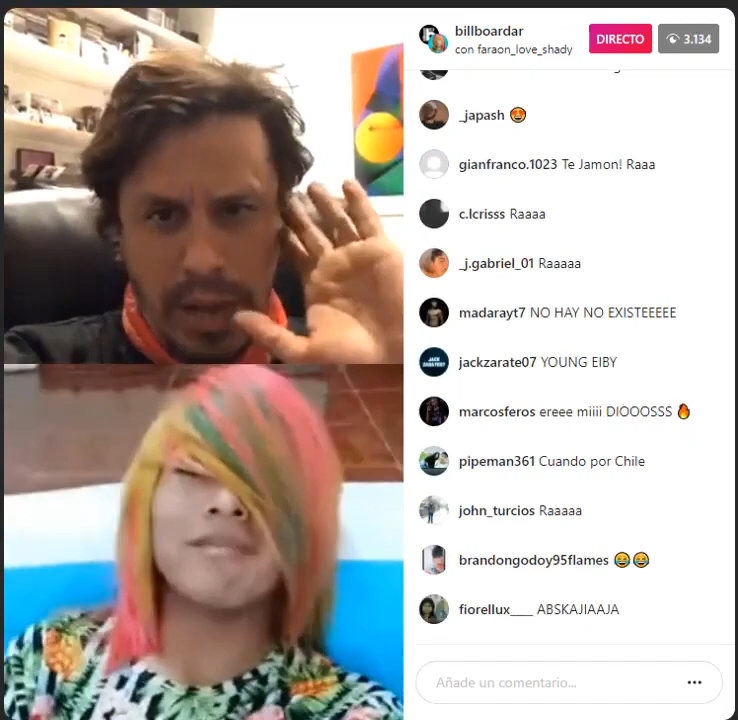 billboardar
con faraon_love_shady
DIRECTO
3.134
_japash 😍
gianfranco.1023 Te Jamon! Raaa
c.lcrisss Raaaa
_j.gabriel_01 Raaaaa
madarayt7 NO HAY NO EXISTEEEEE
jackzarate07 YOUNG EIBY
marcosferos ereee miiii DIOOOSSS 🔥
pipeman361 Cuando por Chile
john_turcios Raaaaa
brandongodoy95flames 😂😂
fiorellux____ ABSKAJIAAJA
Añade un comentario...